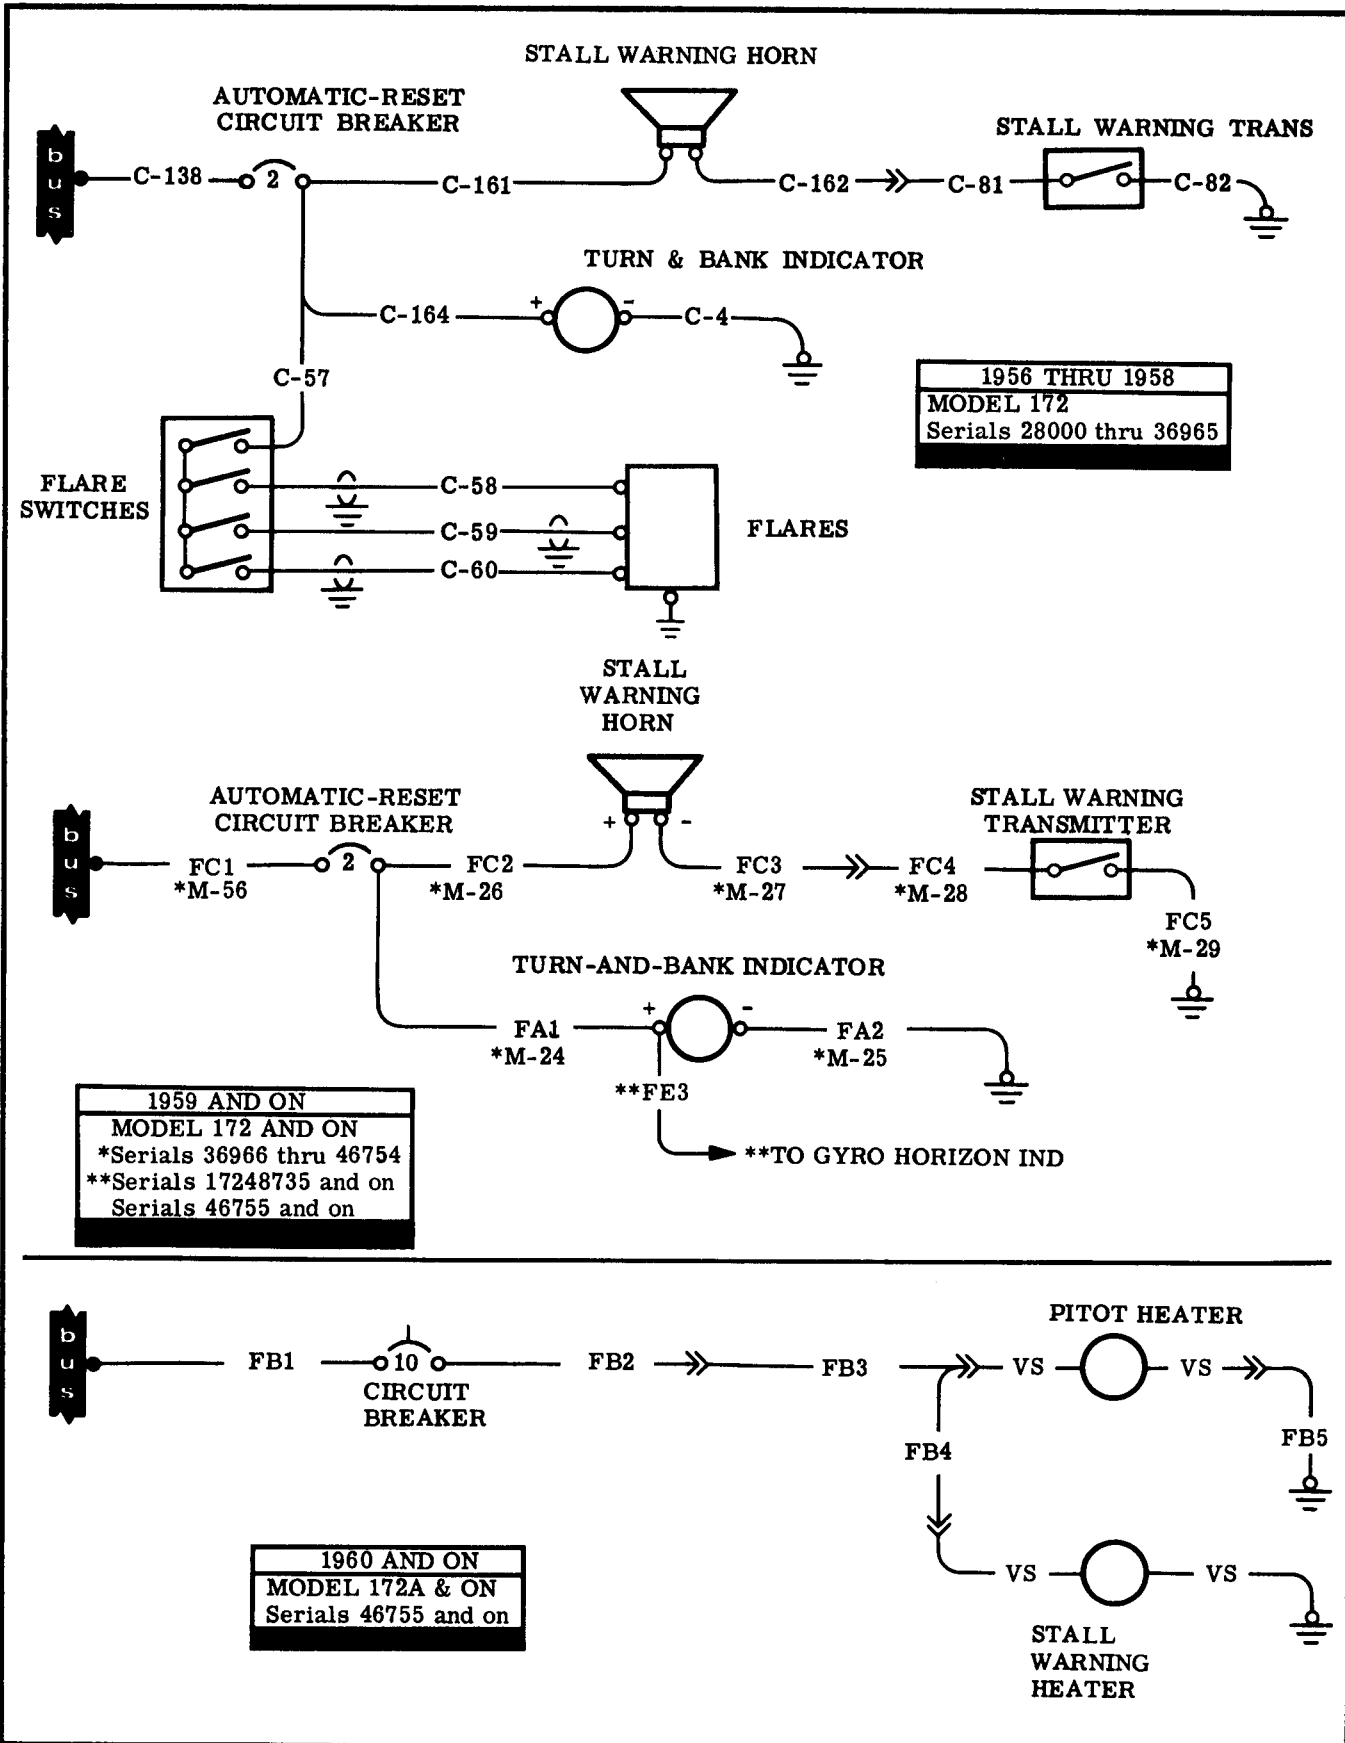 STALL WARNING HORN
AUTOMATIC-RESET
CIRCUIT BREAKER
STALL WARNING TRANS
bus
C-138
2
C-161
C-162
C-81
C-82
TURN & BANK INDICATOR
+
-
C-164
C-4
C-57
1956 THRU 1958
MODEL 172
Serials 28000 thru 36965
FLARE
SWITCHES
C-58
C-59
C-60
FLARES
STALL
WARNING
HORN
AUTOMATIC-RESET
CIRCUIT BREAKER
STALL WARNING
TRANSMITTER
bus
+
-
FC1
*M-56
2
FC2
*M-26
FC3
*M-27
FC4
*M-28
FC5
*M-29
TURN-AND-BANK INDICATOR
+
-
FA1
*M-24
FA2
*M-25
**FE3
**TO GYRO HORIZON IND
1959 AND ON
MODEL 172 AND ON
*Serials 36966 thru 46754
**Serials 17248735 and on
Serials 46755 and on
PITOT HEATER
bus
FB1
10
CIRCUIT
BREAKER
FB2
FB3
VS
VS
FB4
FB5
VS
VS
STALL
WARNING
HEATER
1960 AND ON
MODEL 172A & ON
Serials 46755 and on